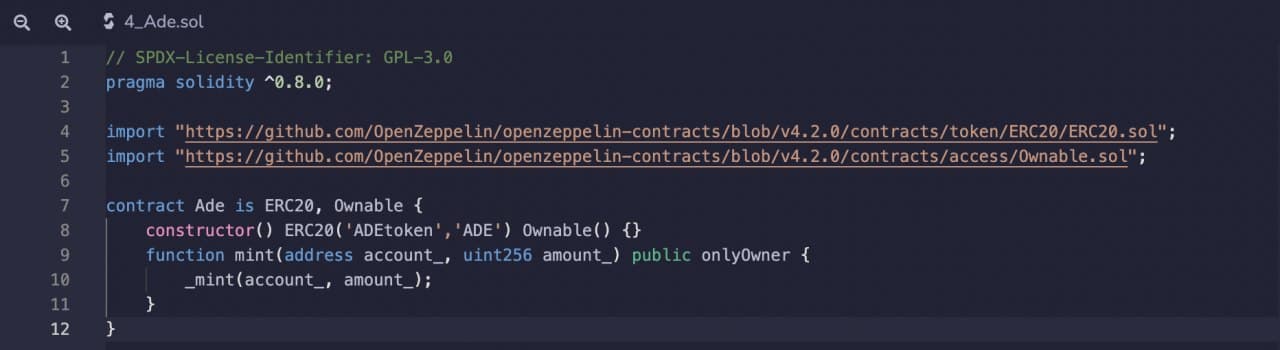 4_Ade.sol
1 // SPDX-License-Identifier: GPL-3.0
2 pragma solidity ^0.8.0;
3
4 import "https://github.com/OpenZeppelin/openzeppelin-contracts/blob/v4.2.0/contracts/token/ERC20/ERC20.sol";
5 import "https://github.com/OpenZeppelin/openzeppelin-contracts/blob/v4.2.0/contracts/access/Ownable.sol";
6
7 contract Ade is ERC20, Ownable {
8     constructor() ERC20('ADEtoken','ADE') Ownable() {}
9     function mint(address account_, uint256 amount_) public onlyOwner {
10         _mint(account_, amount_);
11     }
12 }